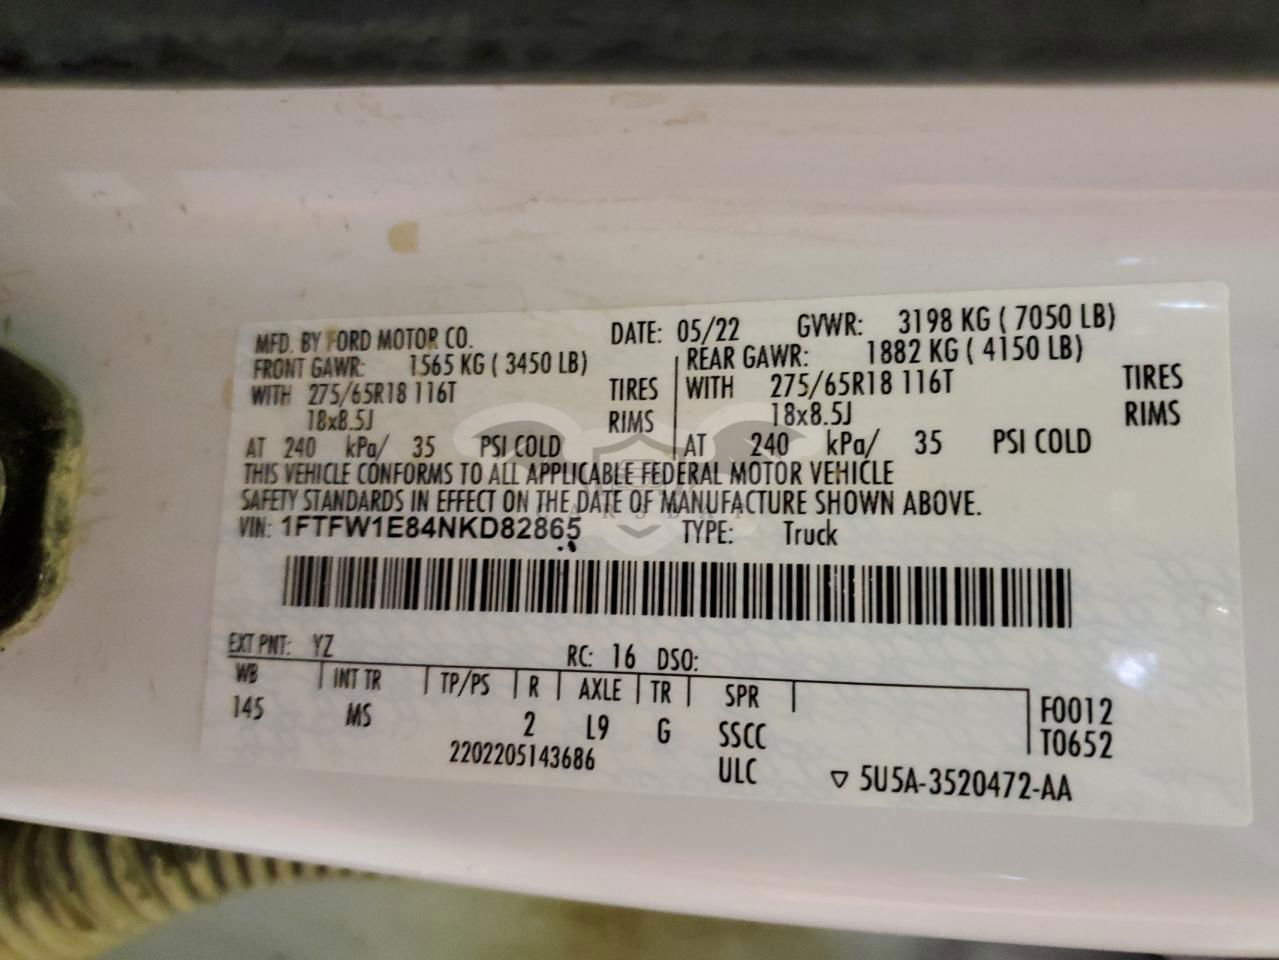 MFD. BY FORD MOTOR CO. DATE: 05/22 GVWR: 3198 KG ( 7050 LB)
FRONT GAWR: 1565 KG ( 3450 LB) REAR GAWR: 1882 KG ( 4150 LB)
WITH 275/65R18 116T TIRES WITH 275/65R18 116T TIRES
18x8.5J RIMS 18x8.5J RIMS
AT 240 kPa/ 35 PSI COLD AT 240 kPa/ 35 PSI COLD
THIS VEHICLE CONFORMS TO ALL APPLICABLE FEDERAL MOTOR VEHICLE
SAFETY STANDARDS IN EFFECT ON THE DATE OF MANUFACTURE SHOWN ABOVE.
VIN: 1FTFW1E84NKD82865 TYPE: Truck
EXT PNT: YZ RC: 16 DSO:
WB INT TR TP/PS R AXLE TR SPR
145 MS 2 L9 G SSCC F0012
T0652
2202205143686 ULC ▽ 5U5A-3520472-AA